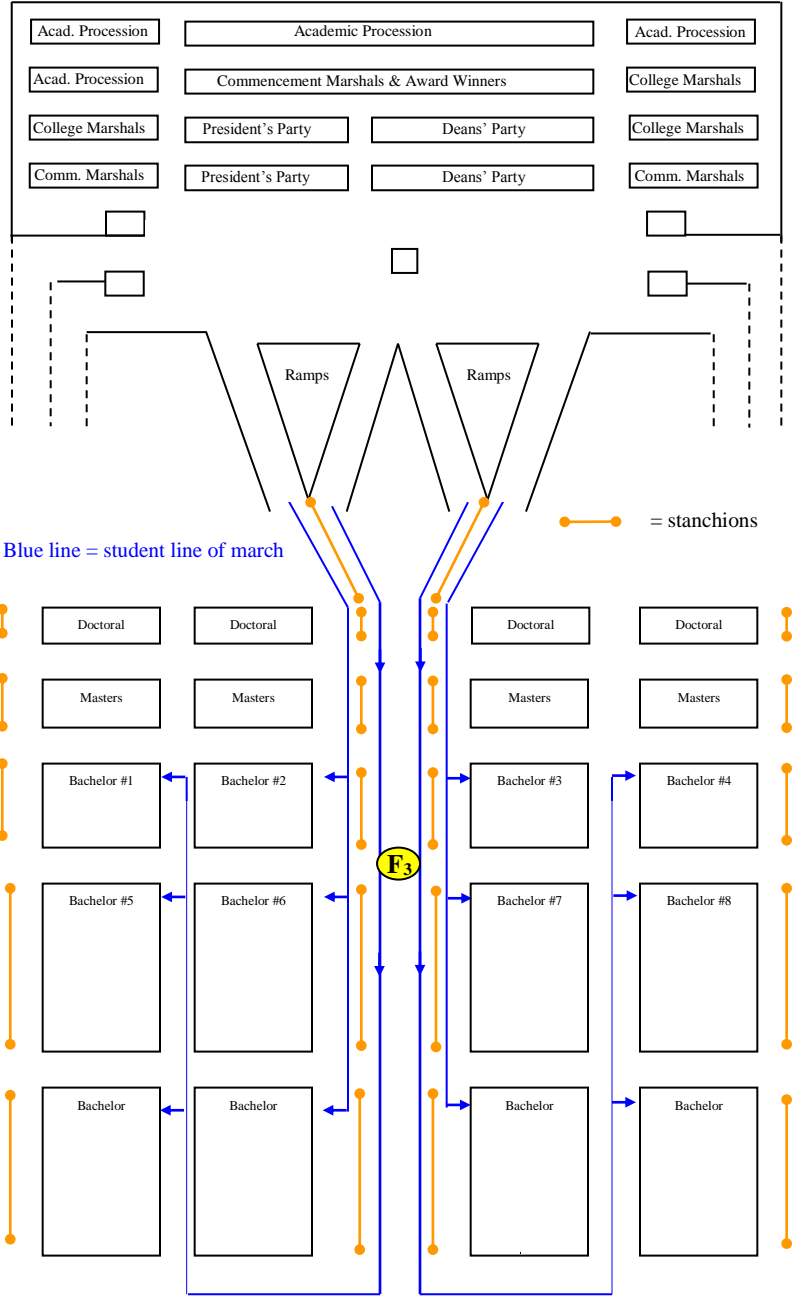 Acad. Procession Academic Procession Acad. Procession
Acad. Procession Commencement Marshals & Award Winners College Marshals
College Marshals President's Party Deans' Party College Marshals
Comm. Marshals President's Party Deans' Party Comm. Marshals
Ramps Ramps
= stanchions
Blue line = student line of march
Doctoral Doctoral Doctoral Doctoral
Masters Masters Masters Masters
Bachelor #1 Bachelor #2 Bachelor #3 Bachelor #4
F3
Bachelor #5 Bachelor #6 Bachelor #7 Bachelor #8
Bachelor Bachelor Bachelor Bachelor